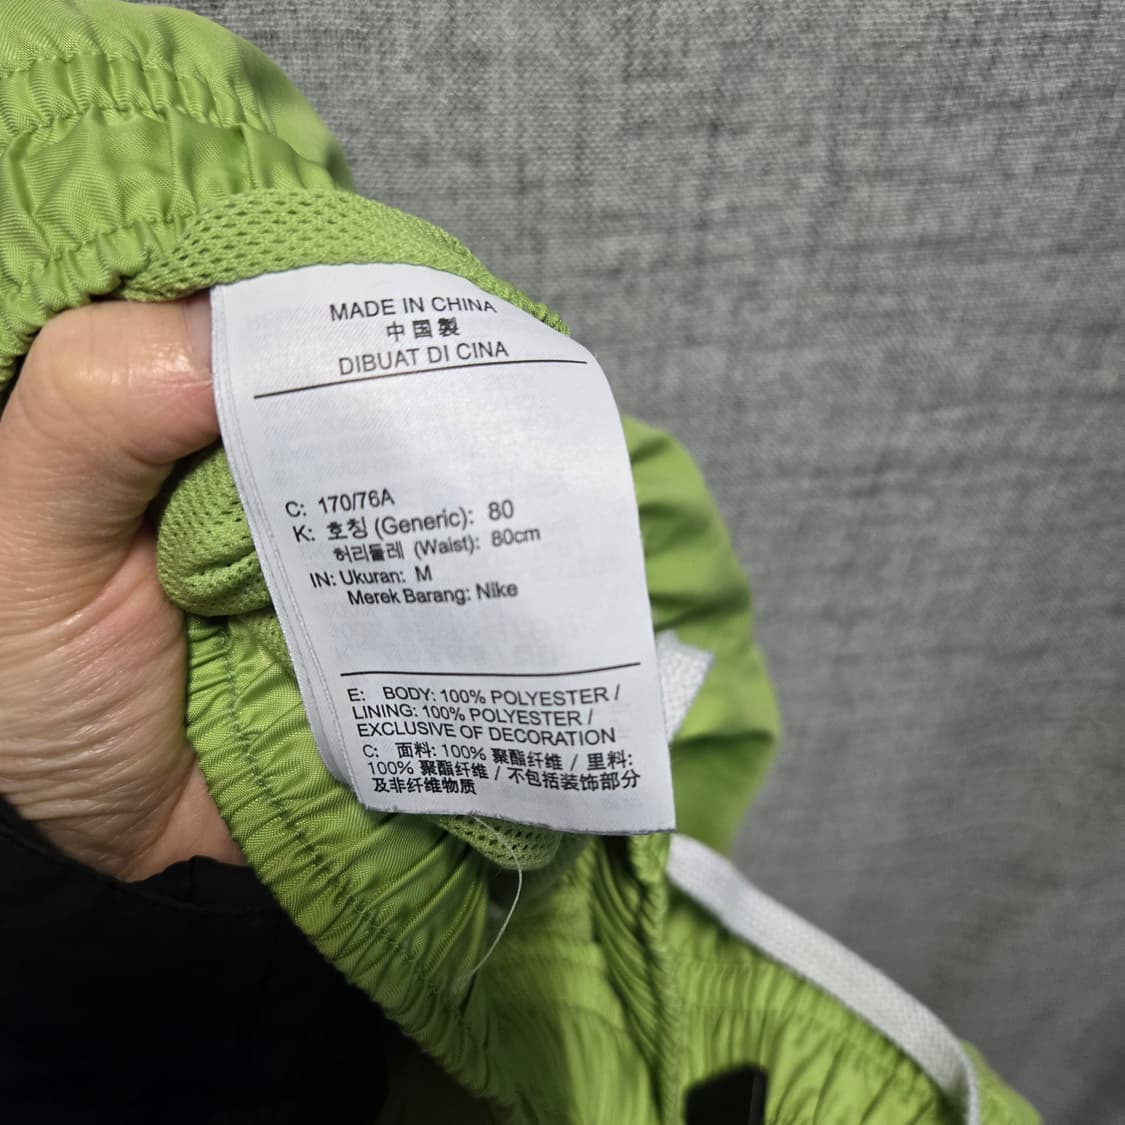 MADE IN CHINA
中国製
DIBUAT DI CINA
C: 170/76A
K: 호칭 (Generic): 80
허리둘레 (Waist): 80cm
IN: Ukuran: M
Merek Barang: Nike
E: BODY: 100% POLYESTER /
LINING: 100% POLYESTER /
EXCLUSIVE OF DECORATION
C: 面料: 100% 聚酯纤维 / 里料:
100% 聚酯纤维 / 不包括装饰部分
及非纤维物质